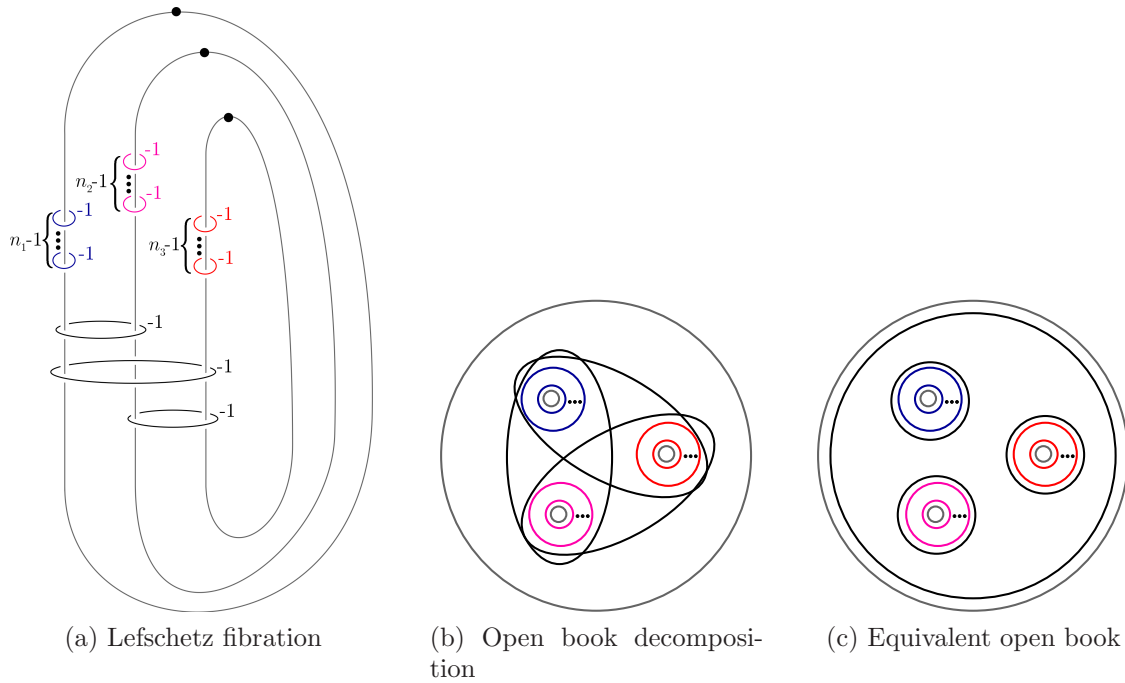 -1
n₂-1
-1
-1
-1
n₁-1
n₃-1
-1
-1
-1
-1
-1
(a) Lefschetz fibration
(b) Open book decomposi-
tion
(c) Equivalent open book